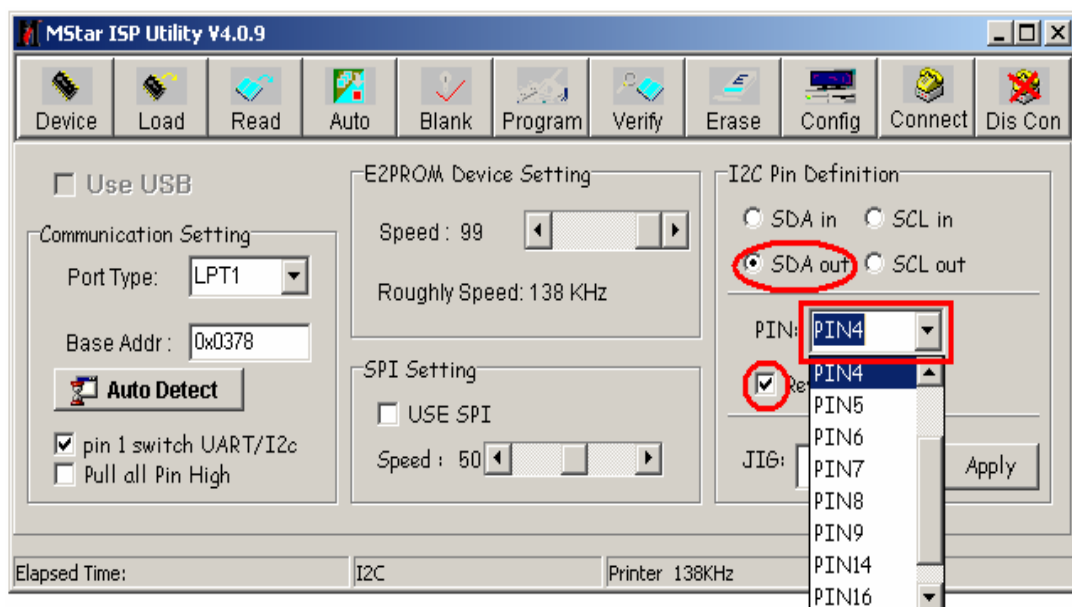 MStar ISP Utility V4.0.9
Device Load Read Auto Blank Program Verify Erase Config Connect Dis Con
Use USB
Communication Setting
Port Type: LPT1
Base Addr : 0x0378
Auto Detect
pin 1 switch UART/I2c
Pull all Pin High
E2PROM Device Setting
Speed : 99
Roughly Speed: 138 KHz
SPI Setting
USE SPI
Speed : 50
I2C Pin Definition
SDA in SCL in
SDA out SCL out
PIN: PIN4
PIN4
PIN5
PIN6
PIN7
PIN8
PIN9
PIN14
PIN16
JIG: Apply
Elapsed Time: I2C Printer 138KHz